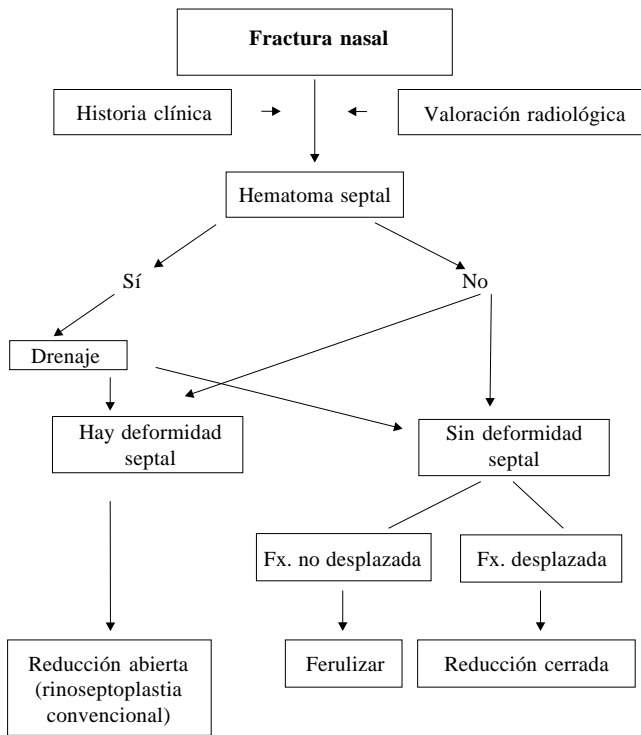 Fractura nasal
Historia clínica
Valoración radiológica
Hematoma septal
Sí
No
Drenaje
Hay deformidad
septal
Sin deformidad
septal
Fx. no desplazada
Fx. desplazada
Reducción abierta
(rinoseptoplastia
convencional)
Ferulizar
Reducción cerrada